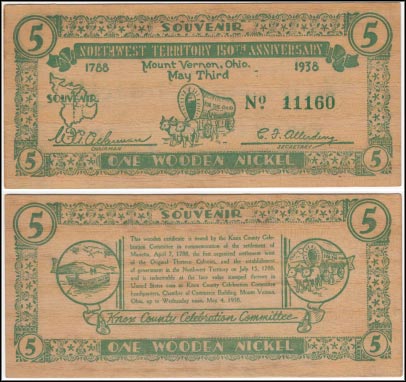 5 SOUVENIR 5
NORTHWEST TERRITORY 150TH ANNIVERSARY
1788 Mount Vernon, Ohio. 1938
May Third
SOUVENIR
No 11160
CHAIRMAN
SECRETARY
5 ONE WOODEN NICKEL 5
5 SOUVENIR 5
This wooden certificate is issued by the Knox County Cele-
bration Committee in commemoration of the settlement of
Marietta, April 7, 1788, the first organized settlement west
of the Original Thirteen Colonies, and the establishment
of government in the Northwest Territory on July 15, 1788,
and is redeemable at the face value stamped hereon in
United States coin at Knox County Celebration Committee
headquarters, Chamber of Commerce Building, Mount Vernon,
Ohio, up to Wednesday noon, May 4, 1938.
Knox County Celebration Committee
5 ONE WOODEN NICKEL 5